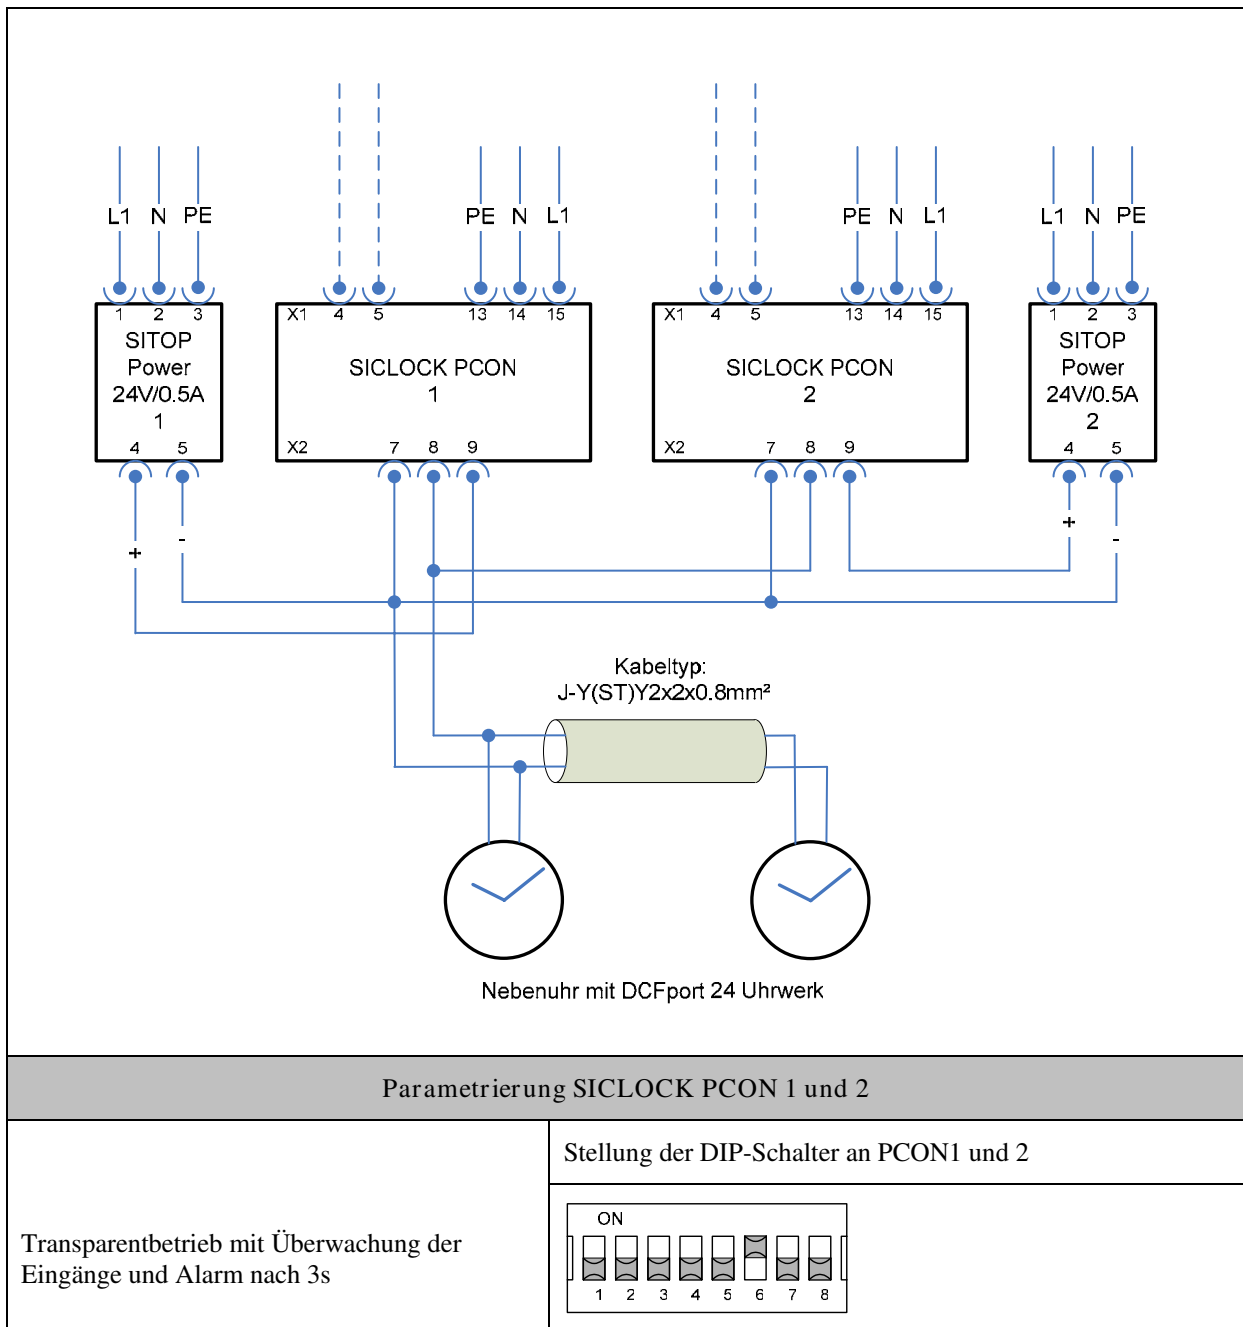 L1 N PE
PE N L1
PE N L1
L1 N PE
1 2 3
SITOP
Power
24V/0.5A
1
4 5
X1 4 5 13 14 15
SICLOCK PCON
1
X2 7 8 9
X1 4 5 13 14 15
SICLOCK PCON
2
X2 7 8 9
1 2 3
SITOP
Power
24V/0.5A
2
4 5
+ -
+ -
Kabeltyp:
J-Y(ST)Y2x2x0.8mm²
Nebenuhr mit DCFport 24 Uhrwerk
Parametrierung SICLOCK PCON 1 und 2
Stellung der DIP-Schalter an PCON1 und 2
Transparentbetrieb mit Überwachung der
Eingänge und Alarm nach 3s
ON
1 2 3 4 5 6 7 8